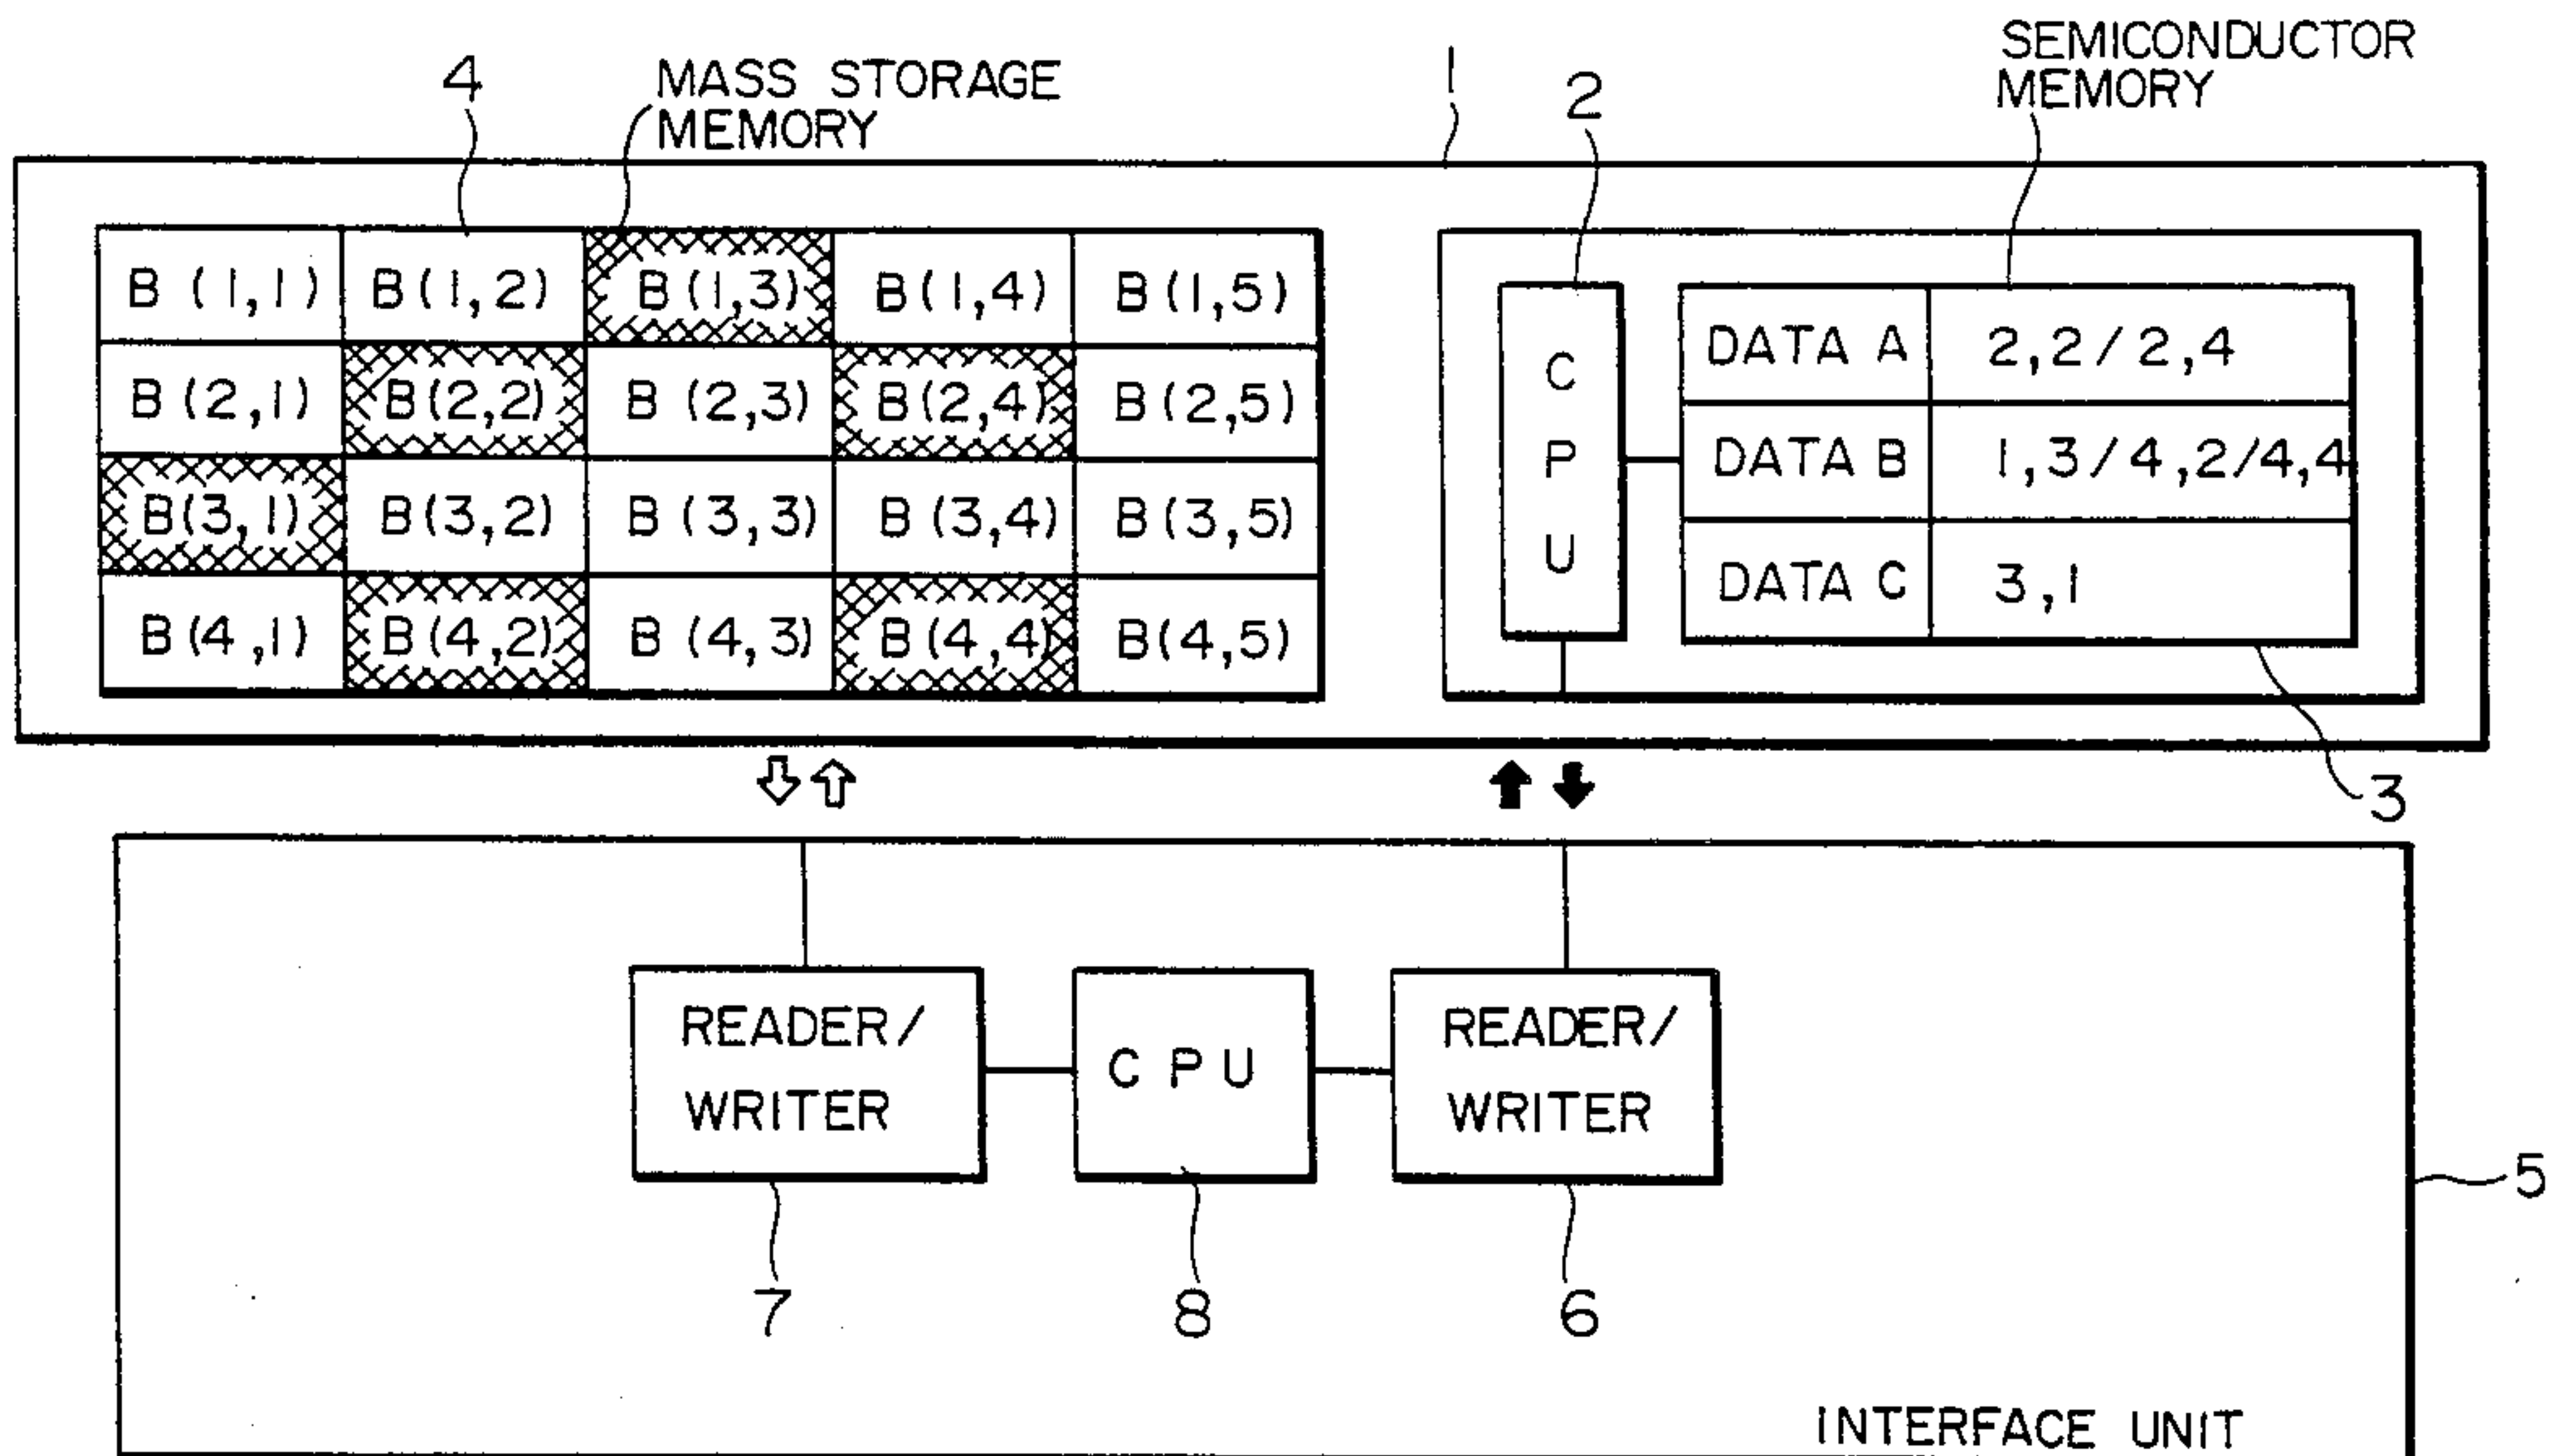 SEMICONDUCTOR
MEMORY
MASS STORAGE
MEMORY
4
1
2
B (1,1) B(1,2) B(1,3) B(1,4) B(1,5)
B (2,1) B(2,2) B (2,3) B(2,4) B(2,5)
B(3,1) B(3,2) B (3,3) B (3,4) B(3,5)
B(4,1) B(4,2) B (4,3) B(4,4) B(4,5)
C
P
U
DATA A 2,2/2,4
DATA B 1,3/4,2/4,4
DATA C 3,1
3
READER/
WRITER
C P U
READER/
WRITER
5
7
8
6
INTERFACE UNIT